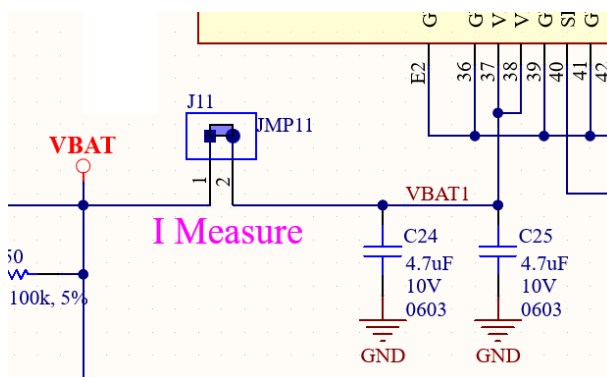 E2
36
37
38
39
40
41
42
J11
JMP11
VBAT
1
2
VBAT1
I Measure
50
100k, 5%
C24
4.7uF
10V
0603
C25
4.7uF
10V
0603
GND
GND